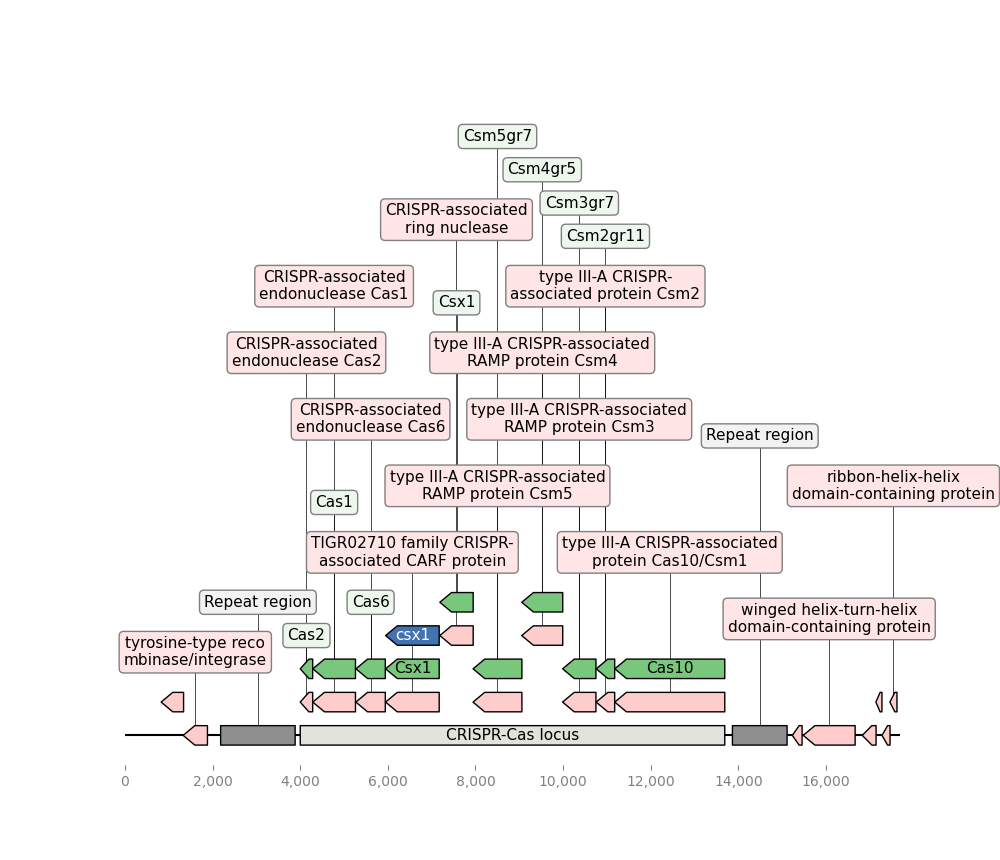 Csm5gr7
Csm4gr5
Csm3gr7
CRISPR-associated
ring nuclease
Csm2gr11
CRISPR-associated
endonuclease Cas1
type III-A CRISPR-
associated protein Csm2
Csx1
CRISPR-associated
endonuclease Cas2
type III-A CRISPR-associated
RAMP protein Csm4
CRISPR-associated
endonuclease Cas6
type III-A CRISPR-associated
RAMP protein Csm3
Repeat region
type III-A CRISPR-associated
RAMP protein Csm5
ribbon-helix-helix
domain-containing protein
Cas1
TIGR02710 family CRISPR-
associated CARF protein
type III-A CRISPR-associated
protein Cas10/Csm1
Repeat region
Cas6
winged helix-turn-helix
domain-containing protein
Cas2
csx1
tyrosine-type reco
mbinase/integrase
Csx1
Cas10
CRISPR-Cas locus
0
2,000
4,000
6,000
8,000
10,000
12,000
14,000
16,000